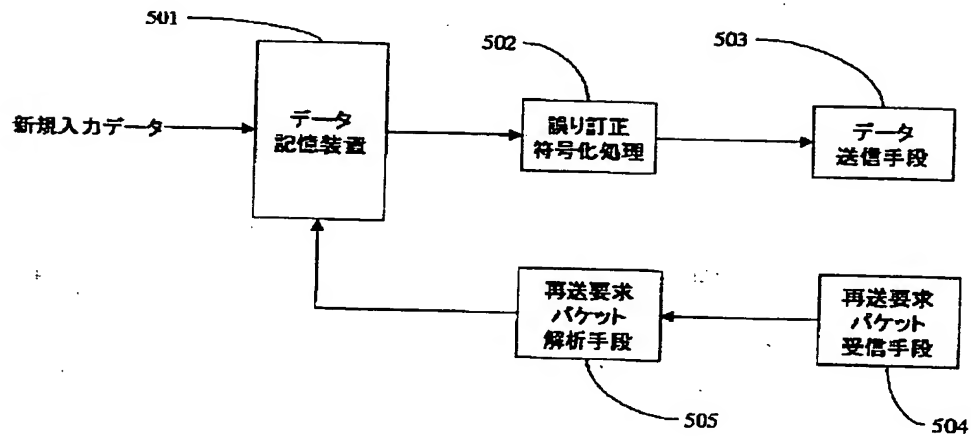 501
502
503
新規入力データ
データ
記憶装置
誤り訂正
符号化処理
データ
送信手段
再送要求
パケット
解析手段
再送要求
パケット
受信手段
505
504